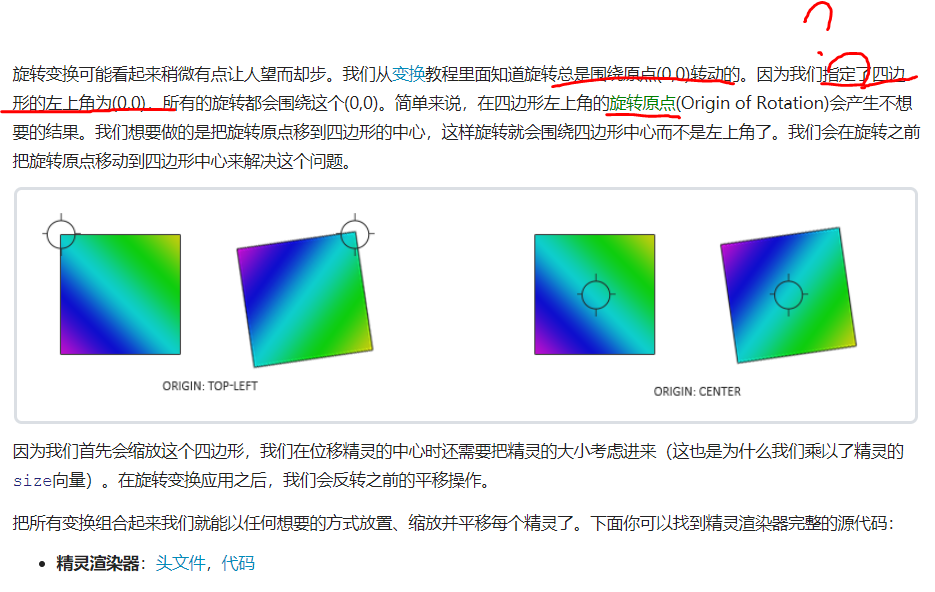 ?
旋转变换可能看起来稍微有点让人望而却步。我们从变换教程里面知道旋转总是围绕原点(0,0)转动的。因为我们指定了四边
形的左上角为(0,0)，所有的旋转都会围绕这个(0,0)。简单来说，在四边形左上角的旋转原点(Origin of Rotation)会产生不想
要的结果。我们想要做的是把旋转原点移到四边形的中心，这样旋转就会围绕四边形中心而不是左上角了。我们会在旋转之前
把旋转原点移动到四边形中心来解决这个问题。
ORIGIN: TOP-LEFT
ORIGIN: CENTER
因为我们首先会缩放这个四边形，我们在位移精灵的中心时还需要把精灵的大小考虑进来（这也是为什么我们乘以了精灵的
size向量）。在旋转变换应用之后，我们会反转之前的平移操作。
把所有变换组合起来我们就能以任何想要的方式放置、缩放并平移每个精灵了。下面你可以找到精灵渲染器完整的源代码：
• 精灵渲染器：头文件，代码